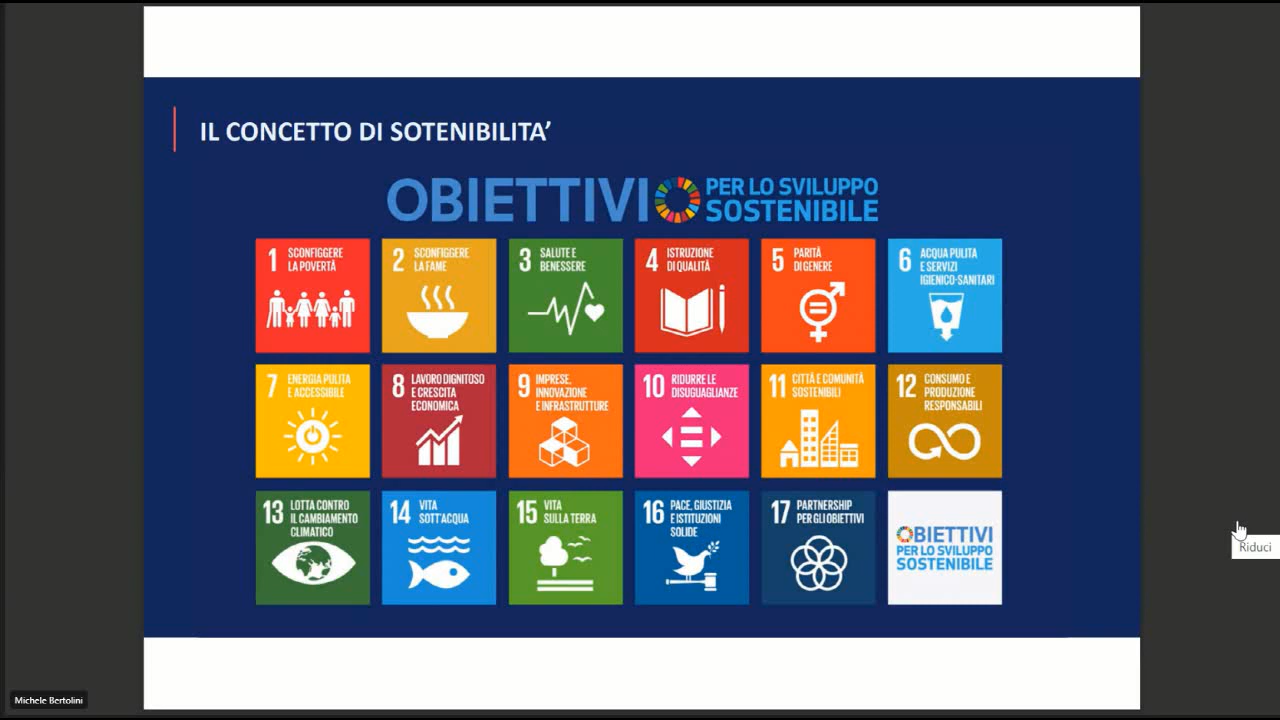 IL CONCETTO DI SOTENIBILITA'
OBIETTIVI
PER LO SVILUPPO
SOSTENIBILE
1 SCONFIGGERE
LA POVERTÀ
2 SCONFIGGERE
LA FAME
3 SALUTE E
BENESSERE
4 ISTRUZIONE
DI QUALITÀ
5 PARITÀ
DI GENERE
6 ACQUA PULITA
E SERVIZI
IGIENICO-SANITARI
7 ENERGIA PULITA
E ACCESSIBILE
8 LAVORO DIGNITOSO
E CRESCITA
ECONOMICA
9 IMPRESE,
INNOVAZIONE
E INFRASTRUTTURE
10 RIDURRE LE
DISUGUAGLIANZE
11 CITTÀ E COMUNITÀ
SOSTENIBILI
12 CONSUMO E
PRODUZIONE
RESPONSABILI
13 LOTTA CONTRO
IL CAMBIAMENTO
CLIMATICO
14 VITA
SOTT'ACQUA
15 VITA
SULLA TERRA
16 PACE, GIUSTIZIA
E ISTITUZIONI
SOLIDE
17 PARTNERSHIP
PER GLI OBIETTIVI
OBIETTIVI
PER LO SVILUPPO
SOSTENIBILE
Riduci
Michele Bertolini